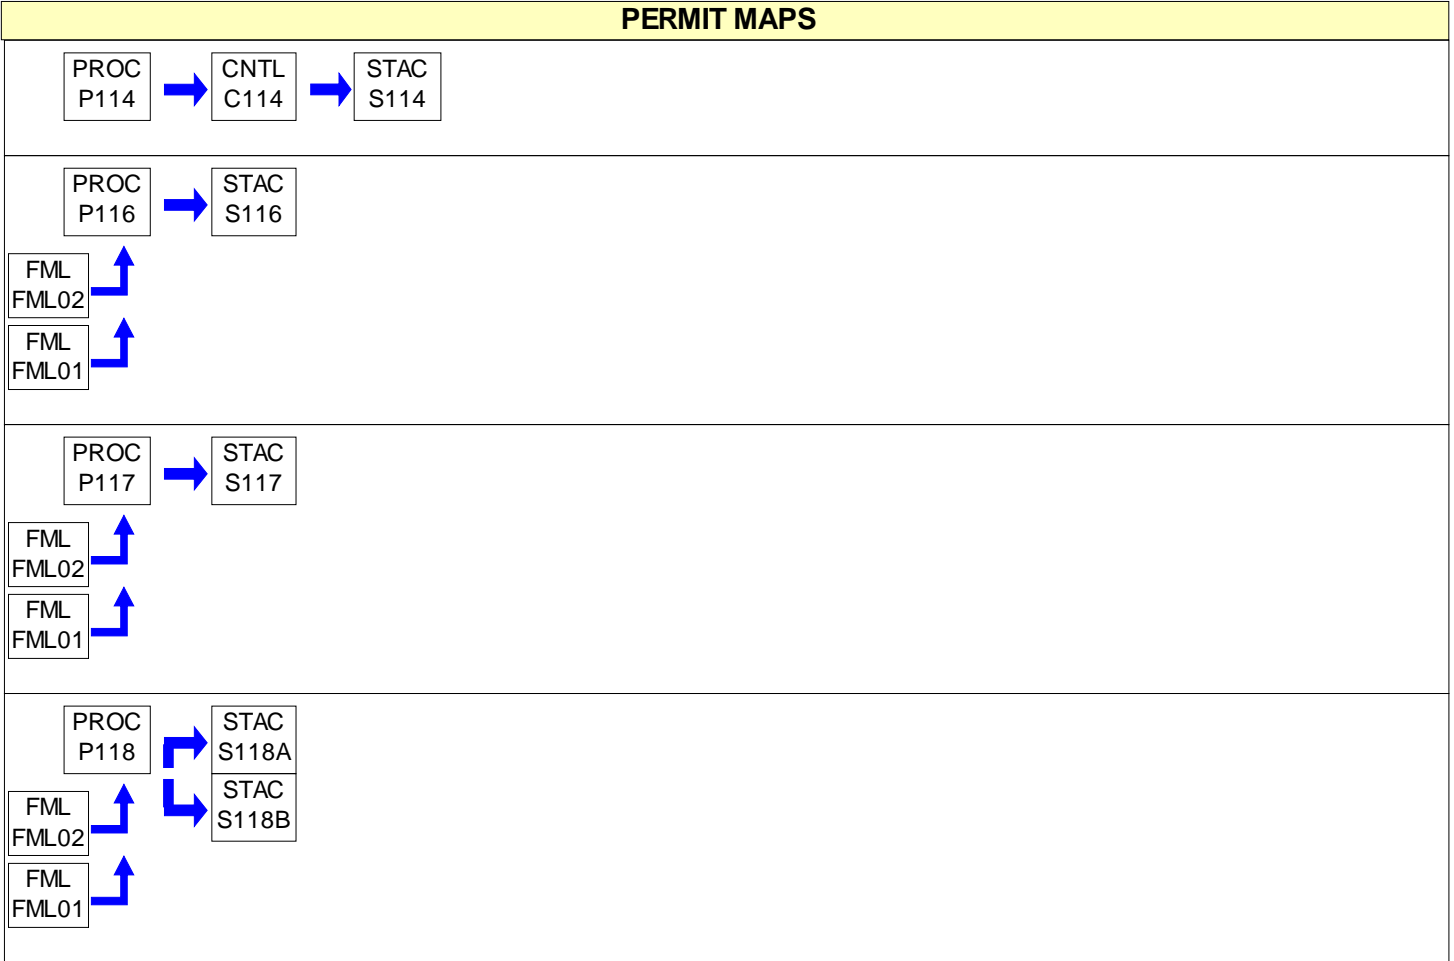 PERMIT MAPS
PROC
P114
CNTL
C114
STAC
S114
PROC
P116
STAC
S116
FML
FML02
FML
FML01
PROC
P117
STAC
S117
FML
FML02
FML
FML01
PROC
P118
STAC
S118A
STAC
S118B
FML
FML02
FML
FML01